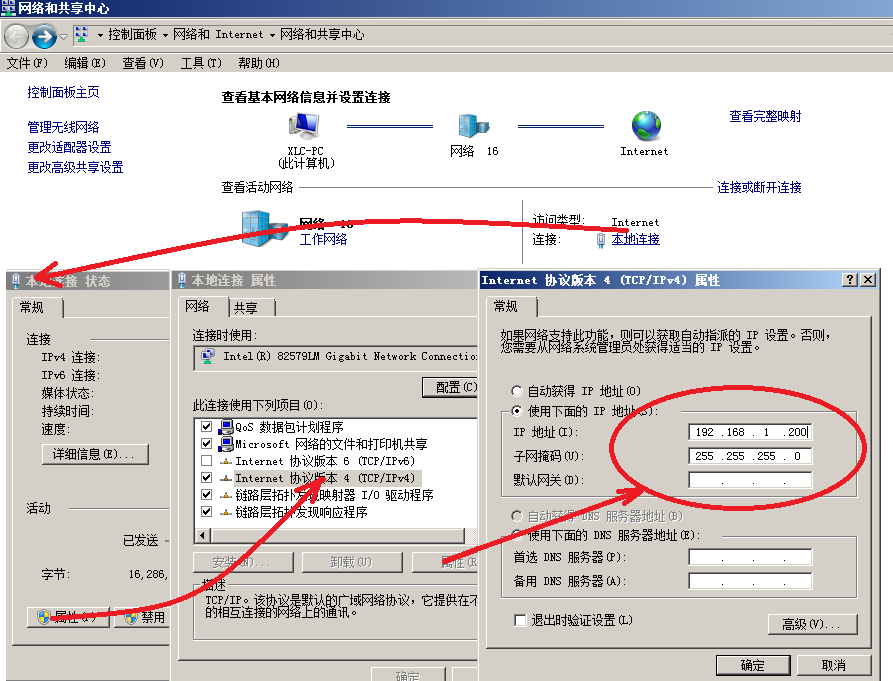 网络和共享中心
控制面板 网络和 Internet 网络和共享中心
文件(F) 编辑(E) 查看(V) 工具(T) 帮助(H)
控制面板主页
管理无线网络
更改适配器设置
更改高级共享设置
查看基本网络信息并设置连接
查看完整映射
XLC-PC
(此计算机)
网络 16
Internet
查看活动网络
连接或断开连接
网络 16
工作网络
访问类型: Internet
连接: 本地连接
本地连接 状态
常规
连接
IPv4 连接:
IPv6 连接:
媒体状态:
持续时间:
速度:
详细信息(E)...
活动
已发送
字节: 16,286,
属性(P)
禁用
本地连接 属性
网络 共享
连接时使用:
Intel(R) 82579LM Gigabit Network Connectio
配置(C)
此连接使用下列项目(O):
QoS 数据包计划程序
Microsoft 网络的文件和打印机共享
Internet 协议版本 6 (TCP/IPv6)
Internet 协议版本 4 (TCP/IPv4)
链路层拓扑发现映射器 I/O 驱动程序
链路层拓扑发现响应程序
安装(N)... 卸载(U) 属性(R
描述
TCP/IP。该协议是默认的广域网络协议，它提供在不
的相互连接的网络上的通讯。
确定
Internet 协议版本 4 (TCP/IPv4) 属性
常规
如果网络支持此功能，则可以获取自动指派的 IP 设置。否则，
您需要从网络系统管理员处获得适当的 IP 设置。
自动获得 IP 地址(O)
使用下面的 IP 地址(S):
IP 地址(I): 192 .168 . 1 .200
子网掩码(U): 255 .255 .255 . 0
默认网关(D): . . .
自动获得 DNS 服务器地址(B)
使用下面的 DNS 服务器地址(E):
首选 DNS 服务器(P): . . .
备用 DNS 服务器(A): . . .
退出时验证设置(L)
高级(V)...
确定 取消